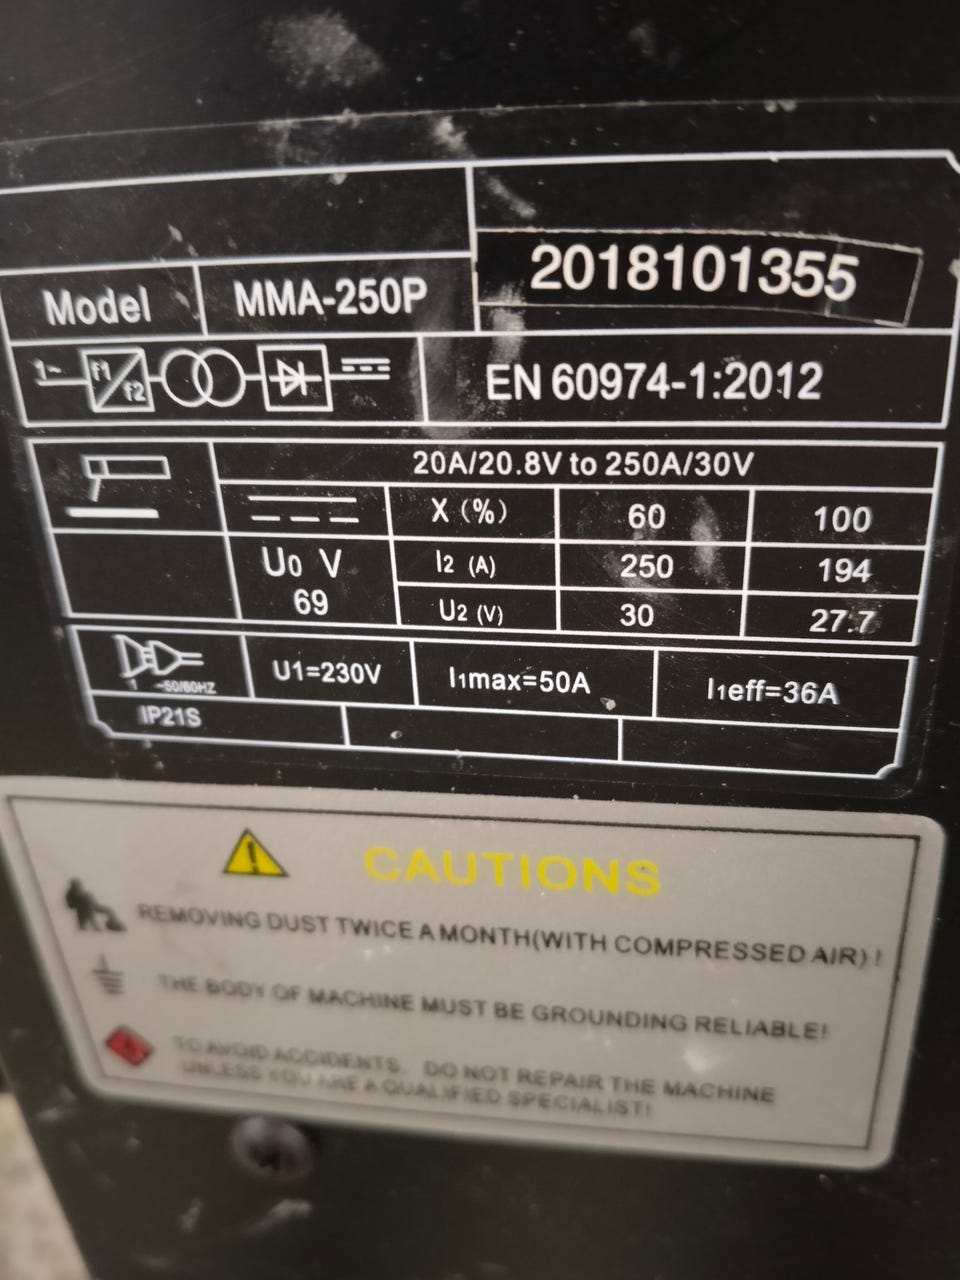 2018101355
Model MMA-250P
1~ f1 f2 EN 60974-1:2012
20A/20.8V to 250A/30V
X (%) 60 100
U0 V I2 (A) 250 194
69 U2 (V) 30 27.7
1 ~50/60HZ U1=230V I1max=50A I1eff=36A
IP21S
CAUTIONS
REMOVING DUST TWICE A MONTH(WITH COMPRESSED AIR) !
THE BODY OF MACHINE MUST BE GROUNDING RELIABLE!
TO AVOID ACCIDENTS. DO NOT REPAIR THE MACHINE
UNLESS YOU ARE A QUALIFIED SPECIALIST!